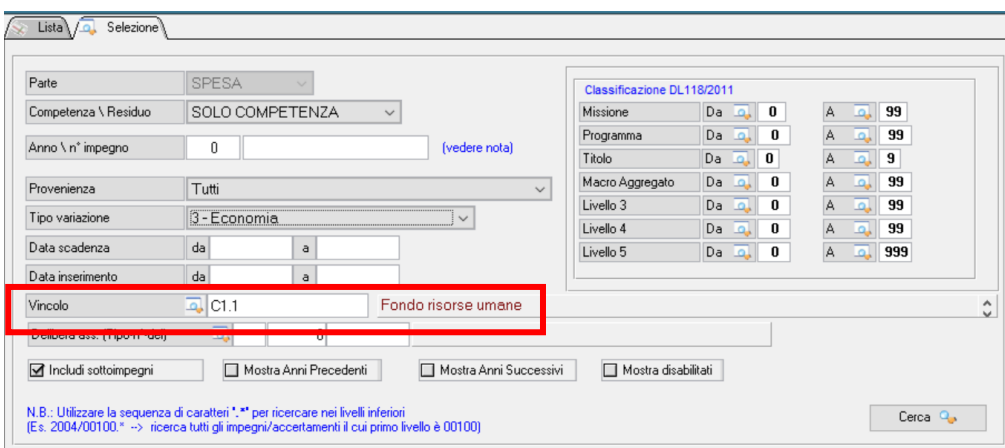 Lista Selezione
Parte SPESA
Competenza \ Residuo SOLO COMPETENZA
Anno \ n° impegno 0 (vedere nota)
Provenienza Tutti
Tipo variazione 3 - Economia
Data scadenza da a
Data inserimento da a
Vincolo C1.1 Fondo risorse umane
Delibera ass. (Tipo-n°-del) 0
Includi sottoimpegni Mostra Anni Precedenti Mostra Anni Successivi Mostra disabilitati
N.B.: Utilizzare la sequenza di caratteri ".*" per ricercare nei livelli inferiori
(Es. 2004/00100.* --> ricerca tutti gli impegni/accertamenti il cui primo livello è 00100)
Cerca
Classificazione DL118/2011
Missione Da 0 A 99
Programma Da 0 A 99
Titolo Da 0 A 9
Macro Aggregato Da 0 A 99
Livello 3 Da 0 A 99
Livello 4 Da 0 A 99
Livello 5 Da 0 A 999